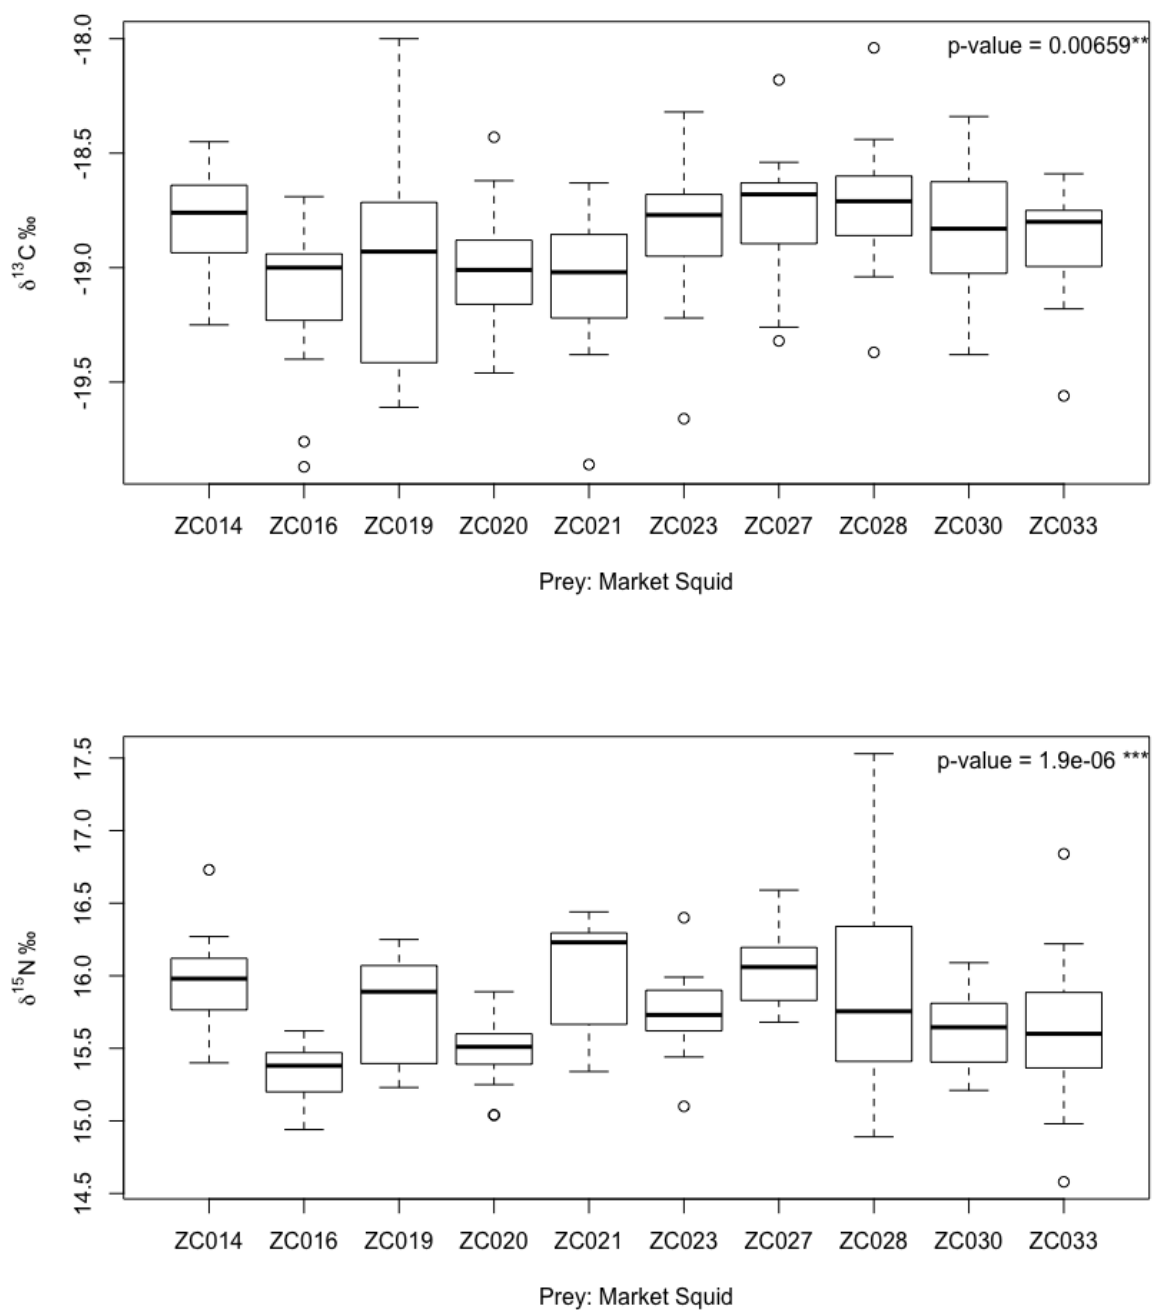 p-value = 0.00659**
δ13C ‰
-18.0
-18.5
-19.0
-19.5
ZC014 ZC016 ZC019 ZC020 ZC021 ZC023 ZC027 ZC028 ZC030 ZC033
Prey: Market Squid
p-value = 1.9e-06 ***
δ15N ‰
17.5
17.0
16.5
16.0
15.5
15.0
14.5
ZC014 ZC016 ZC019 ZC020 ZC021 ZC023 ZC027 ZC028 ZC030 ZC033
Prey: Market Squid